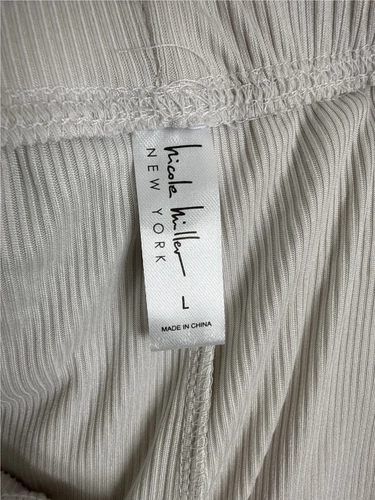 nicole miller
NEW YORK
L
MADE IN CHINA